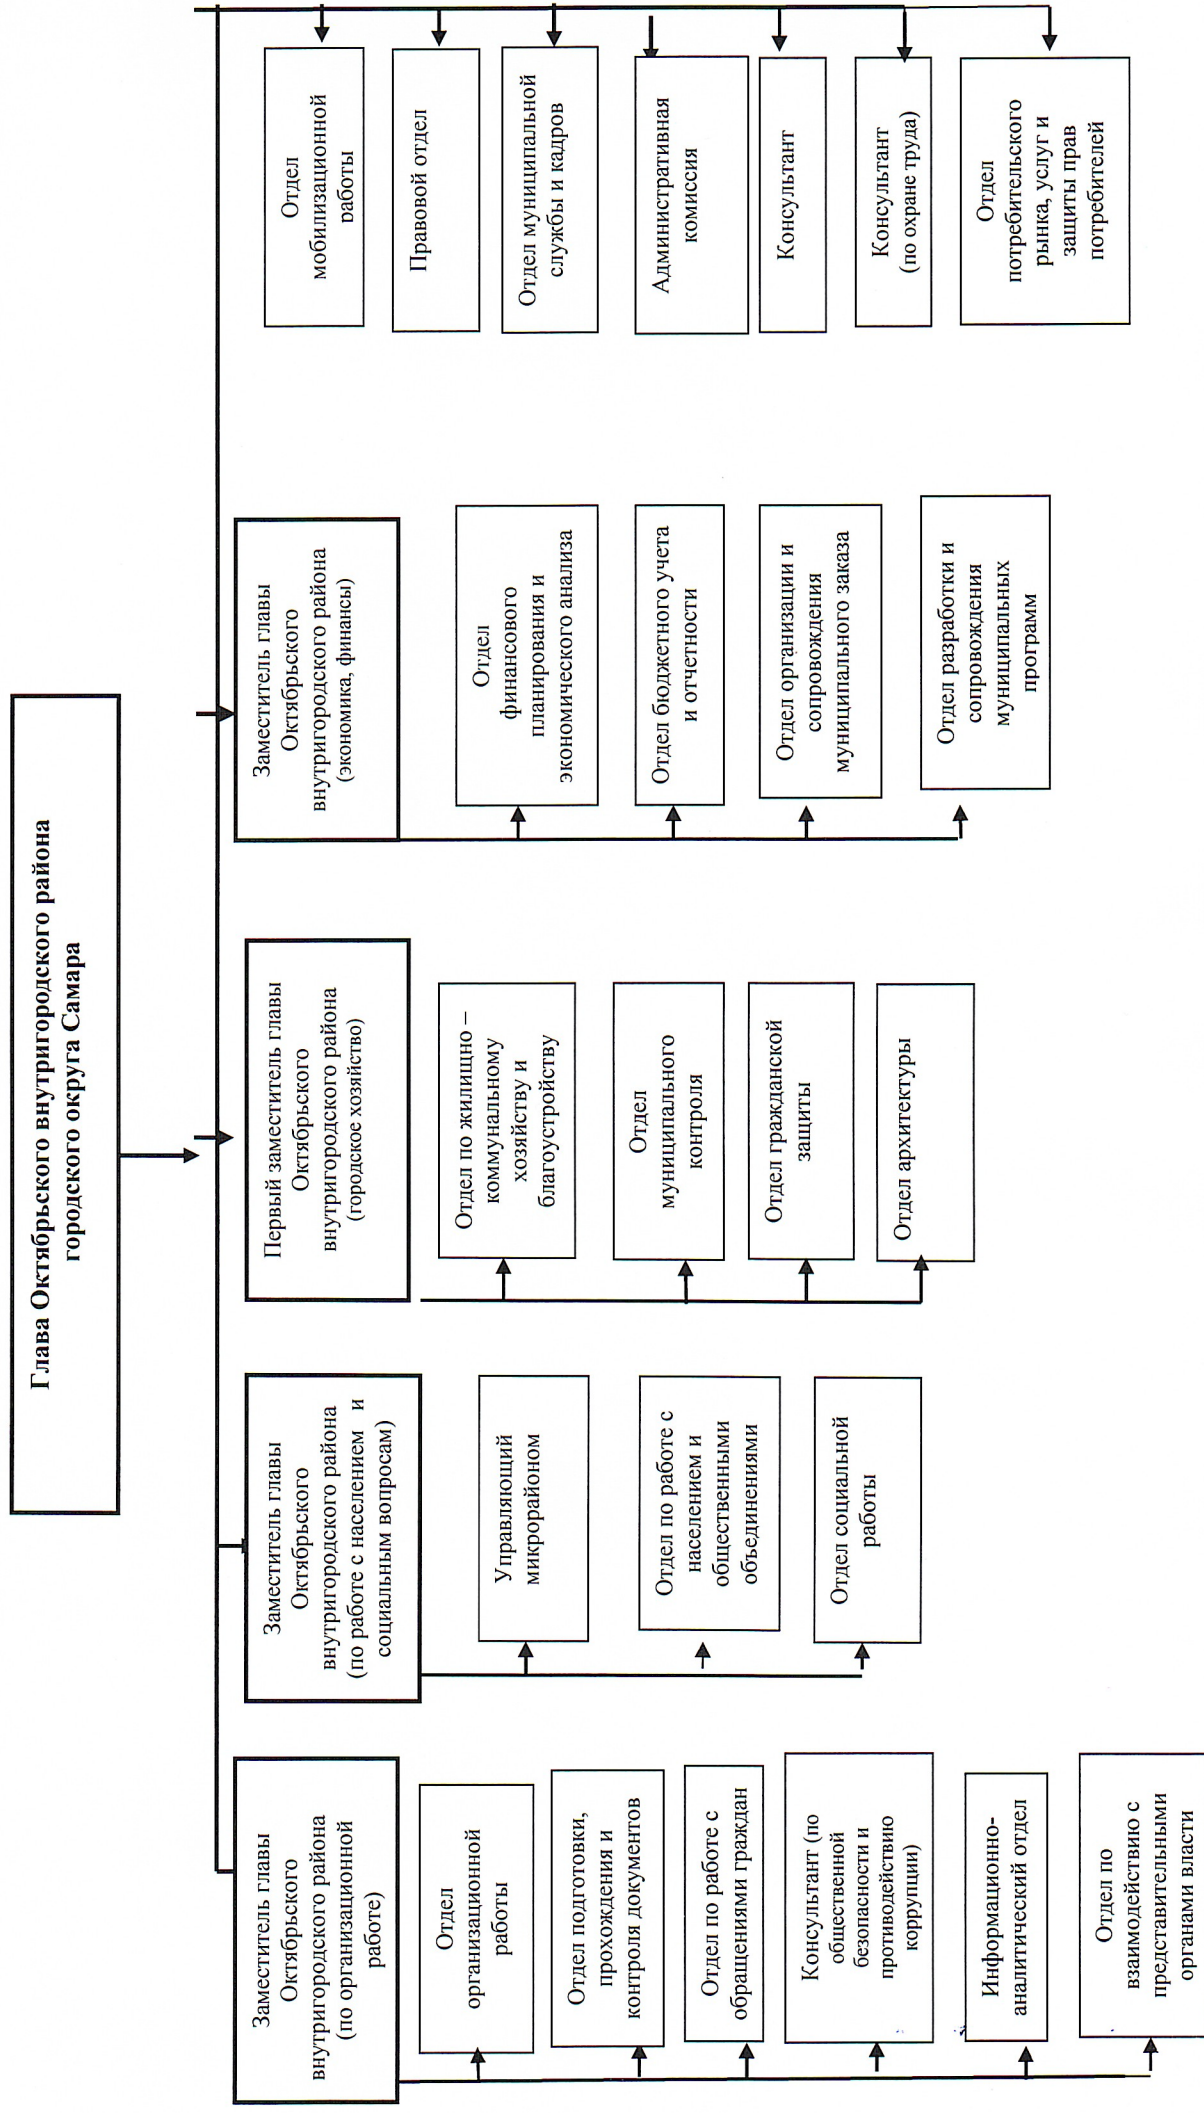 Глава Октябрьского внутригородского района
городского округа Самара
Заместитель главы
Октябрьского
внутригородского района
(по организационной
работе)
Отдел
организационной
работы
Отдел подготовки,
прохождения и
контроля документов
Отдел по работе с
обращениями граждан
Консультант (по
общественной
безопасности и
противодействию
коррупции)
Информационно-
аналитический отдел
Отдел по
взаимодействию с
представительными
органами власти
Заместитель главы
Октябрьского
внутригородского района
(по работе с населением и
социальным вопросам)
Управляющий
микрорайоном
Отдел по работе с
населением и
общественными
объединениями
Отдел социальной
работы
Первый заместитель главы
Октябрьского
внутригородского района
(городское хозяйство)
Отдел по жилищно –
коммунальному
хозяйству и
благоустройству
Отдел
муниципального
контроля
Отдел гражданской
защиты
Отдел архитектуры
Заместитель главы
Октябрьского
внутригородского района
(экономика, финансы)
Отдел
финансового
планирования и
экономического анализа
Отдел бюджетного учета
и отчетности
Отдел организации и
сопровождения
муниципального заказа
Отдел разработки и
сопровождения
муниципальных
программ
Отдел
мобилизационной
работы
Правовой отдел
Отдел муниципальной
службы и кадров
Административная
комиссия
Консультант
Консультант
(по охране труда)
Отдел
потребительского
рынка, услуг и
защиты прав
потребителей